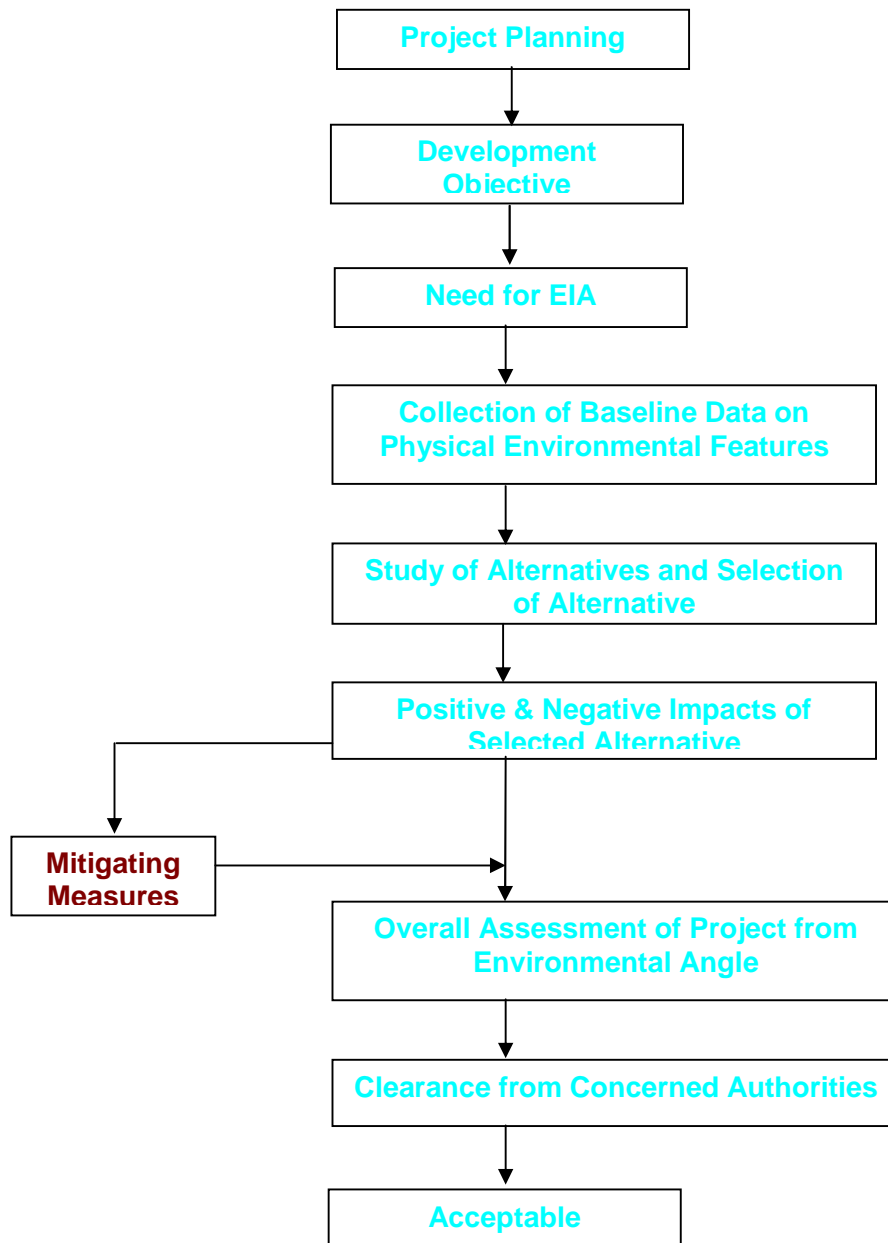 Project Planning
Development
Objective
Need for EIA
Collection of Baseline Data on
Physical Environmental Features
Study of Alternatives and Selection
of Alternative
Positive & Negative Impacts of
Selected Alternative
Mitigating
Measures
Overall Assessment of Project from
Environmental Angle
Clearance from Concerned Authorities
Acceptable